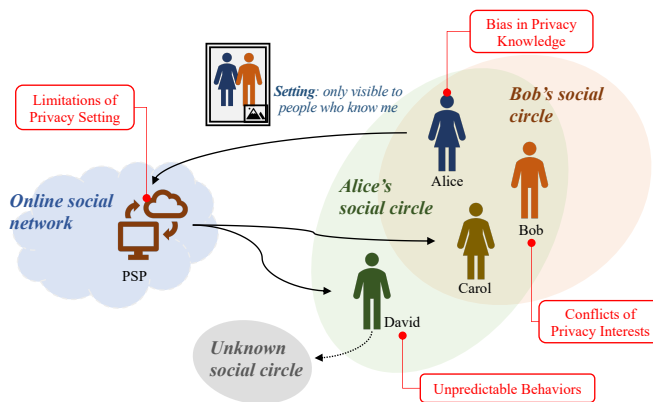 Bias in Privacy
Knowledge
Limitations of
Privacy Setting
Setting: only visible to
people who know me
Bob's social
circle
Alice
Online social
network
Alice's
social circle
Bob
PSP
Carol
David
Conflicts of
Privacy Interests
Unknown
social circle
Unpredictable Behaviors